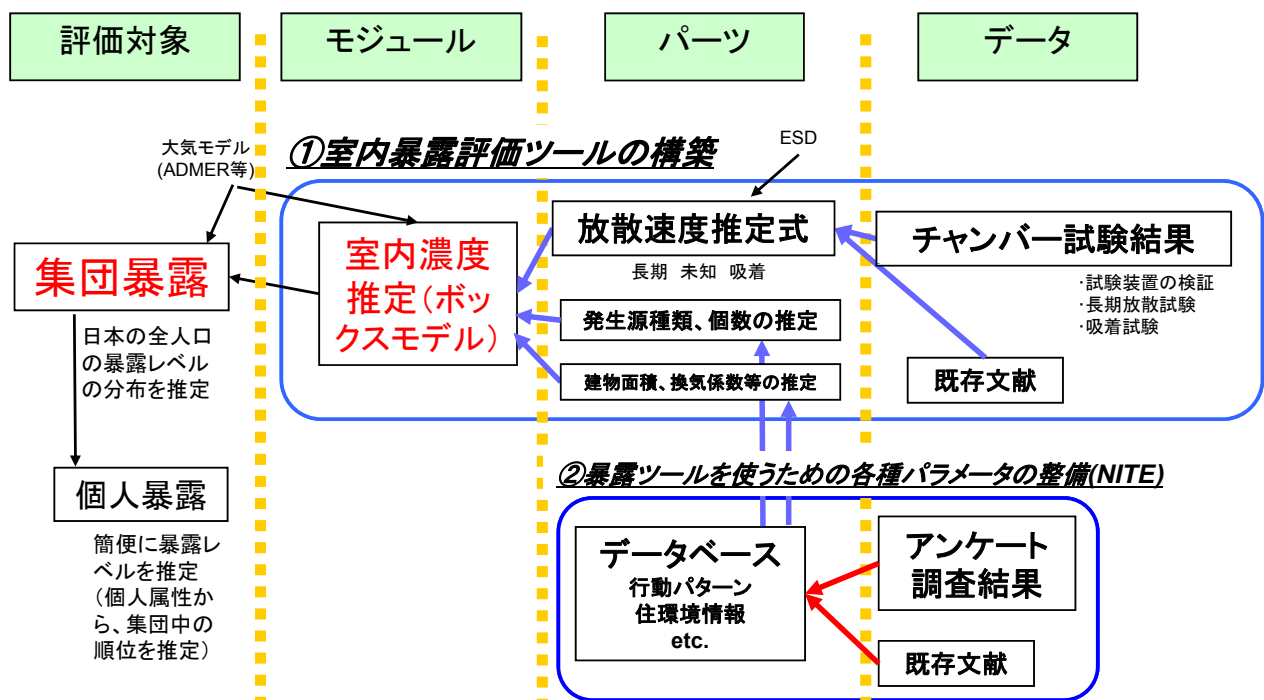 評価対象
モジュール
パーツ
データ
大気モデル
(ADMER等)
①室内暴露評価ツールの構築
ESD
集団暴露
日本の全人口
の暴露レベル
の分布を推定
個人暴露
簡便に暴露レ
ベルを推定
（個人属性か
ら、集団中の
順位を推定）
室内濃度
推定（ボッ
クスモデル）
放散速度推定式
長期 未知 吸着
発生源種類、個数の推定
建物面積、換気係数等の推定
チャンバー試験結果
・試験装置の検証
・長期放散試験
・吸着試験
既存文献
②暴露ツールを使うための各種パラメータの整備(NITE)
データベース
行動パターン
住環境情報
etc.
アンケート
調査結果
既存文献